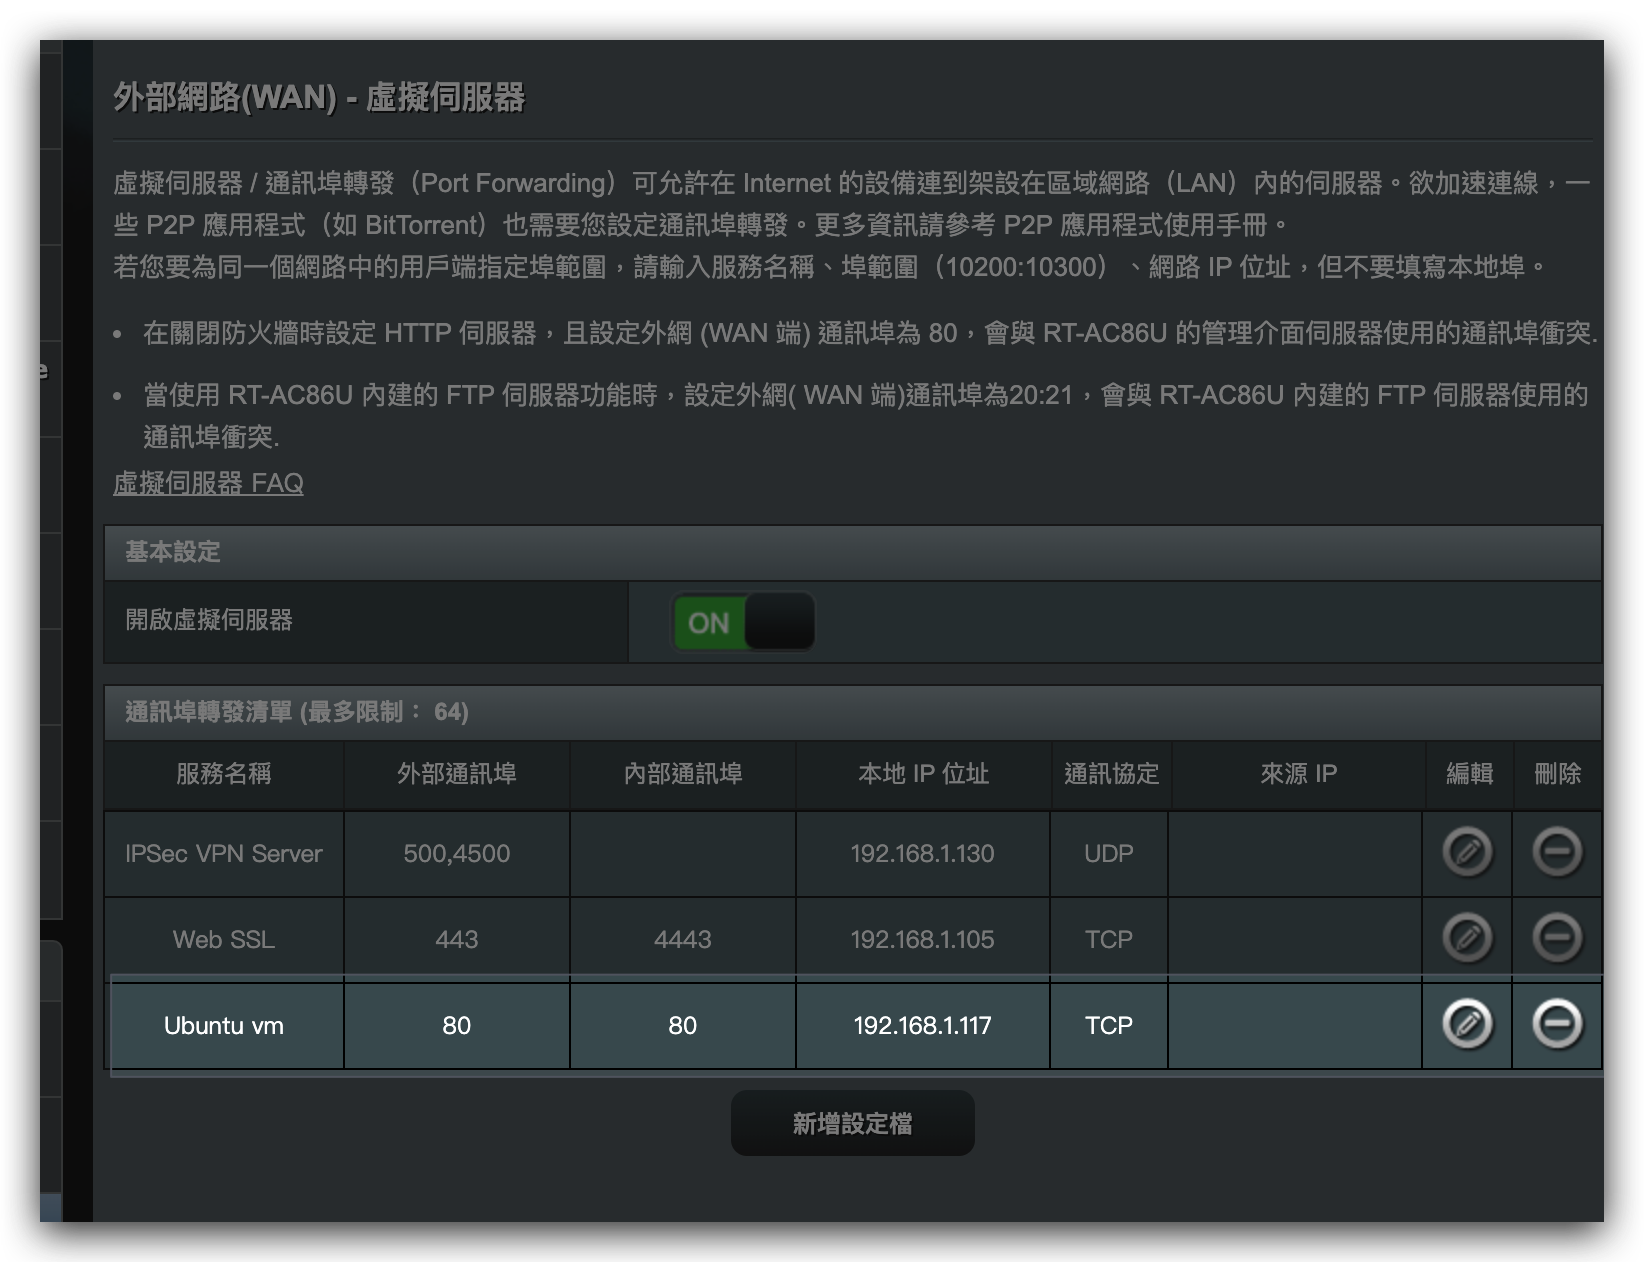 外部網路(WAN) - 虛擬伺服器
虛擬伺服器 / 通訊埠轉發（Port Forwarding）可允許在 Internet 的設備連到架設在區域網路（LAN）內的伺服器。欲加速連線，一
些 P2P 應用程式（如 BitTorrent）也需要您設定通訊埠轉發。更多資訊請參考 P2P 應用程式使用手冊。
若您要為同一個網路中的用戶端指定埠範圍，請輸入服務名稱、埠範圍（10200:10300）、網路 IP 位址，但不要填寫本地埠。
• 在關閉防火牆時設定 HTTP 伺服器，且設定外網 (WAN 端) 通訊埠為 80，會與 RT-AC86U 的管理介面伺服器使用的通訊埠衝突.
e
• 當使用 RT-AC86U 內建的 FTP 伺服器功能時，設定外網( WAN 端)通訊埠為20:21，會與 RT-AC86U 內建的 FTP 伺服器使用的
通訊埠衝突.
虛擬伺服器 FAQ
基本設定
開啟虛擬伺服器 ON
通訊埠轉發清單 (最多限制： 64)
服務名稱 外部通訊埠 內部通訊埠 本地 IP 位址 通訊協定 來源 IP 編輯 刪除
IPSec VPN Server 500,4500 192.168.1.130 UDP
Web SSL 443 4443 192.168.1.105 TCP
Ubuntu vm 80 80 192.168.1.117 TCP
新增設定檔